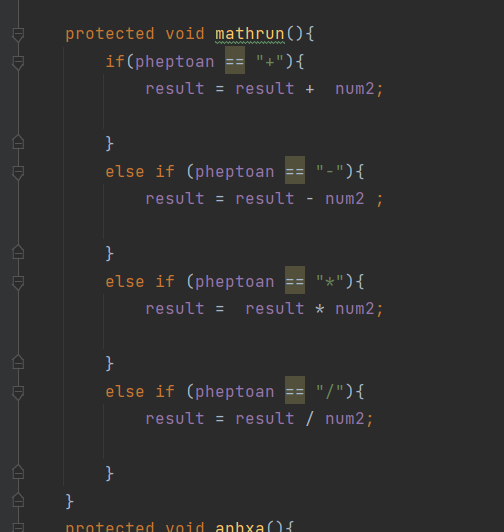 protected void mathrun(){
if(pheptoan == "+"){
result = result +  num2;
}
else if (pheptoan == "-"){
result = result - num2 ;
}
else if (pheptoan == "*"){
result =  result * num2;
}
else if (pheptoan == "/"){
result = result / num2;
}
}
protected void anhxa(){